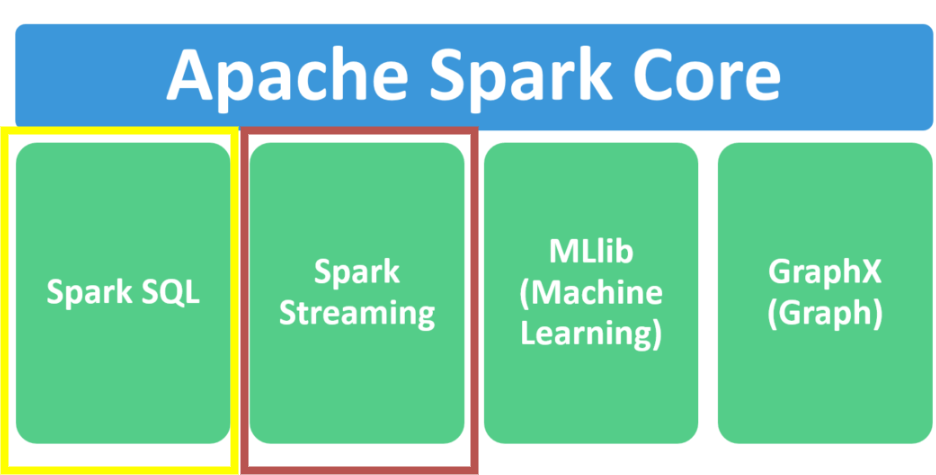 Apache Spark Core
Spark SQL
Spark
Streaming
MLlib
(Machine
Learning)
GraphX
(Graph)